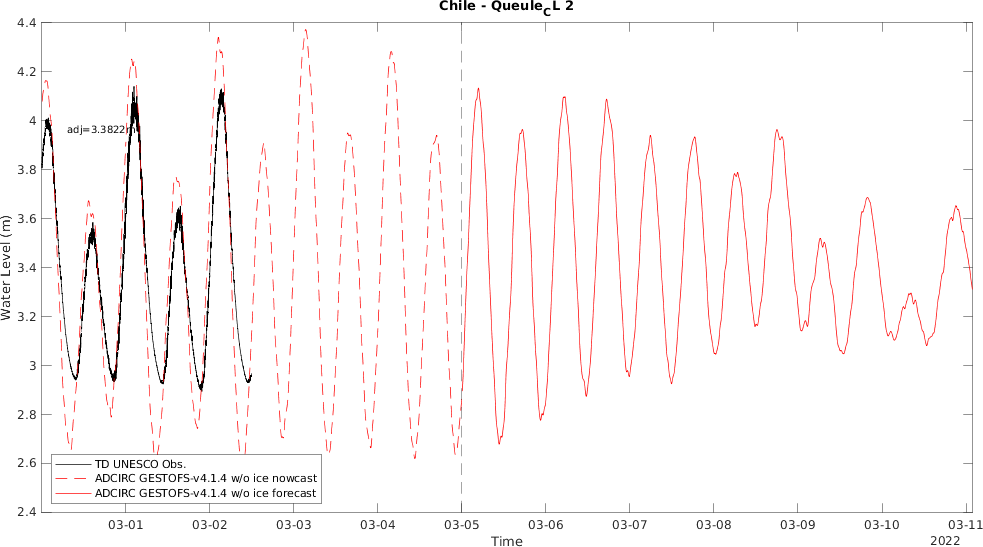 Chile - Queule_CL 2
4.4
4.2
4
3.8
3.6
3.4
3.2
3
2.8
2.6
2.4
Water Level (m)
adj=3.3822
TD UNESCO Obs.
ADCIRC GESTOFS-v4.1.4 w/o ice nowcast
ADCIRC GESTOFS-v4.1.4 w/o ice forecast
03-01 03-02 03-03 03-04 03-05 03-06 03-07 03-08 03-09 03-10 03-11
Time
2022